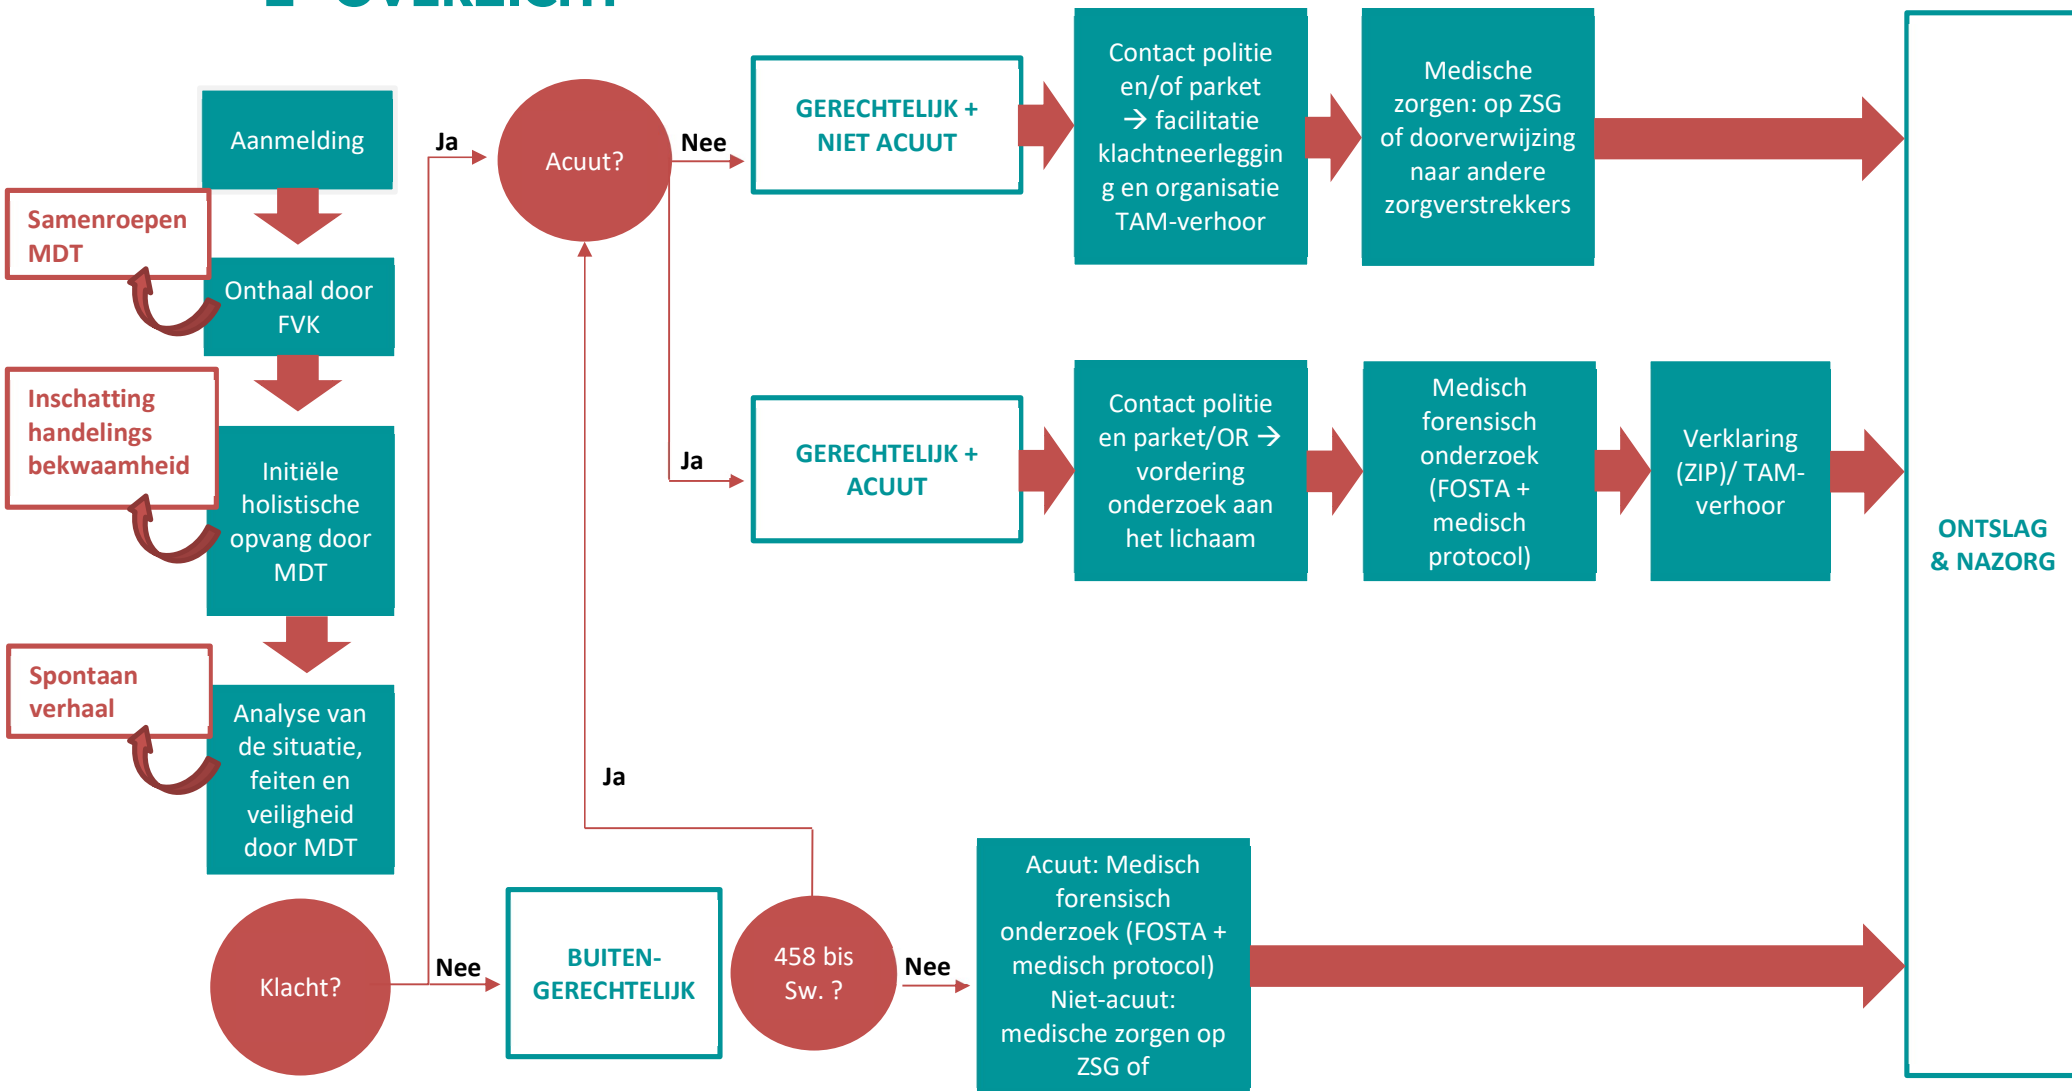 OVERZICHT
Aanmelding
Samenroepen
MDT
Onthaal door
FVK
Inschatting
handelings
bekwaamheid
Initiële
holistische
opvang door
MDT
Spontaan
verhaal
Analyse van
de situatie,
feiten en
veiligheid
door MDT
Klacht?
Ja
Nee
Acuut?
Nee
Ja
GERECHTELIJK +
NIET ACUUT
Contact politie
en/of parket
→ facilitatie
klachtneerleggin
g en organisatie
TAM-verhoor
Medische
zorgen: op ZSG
of doorverwijzing
naar andere
zorgverstrekkers
GERECHTELIJK +
ACUUT
Contact politie
en parket/OR →
vordering
onderzoek aan
het lichaam
Medisch
forensisch
onderzoek
(FOSTA +
medisch
protocol)
Verklaring
(ZIP)/ TAM-
verhoor
BUITEN-
GERECHTELIJK
458 bis
Sw. ?
Ja
Nee
Acuut: Medisch
forensisch
onderzoek (FOSTA +
medisch protocol)
Niet-acuut:
medische zorgen op
ZSG of
ONTSLAG
& NAZORG